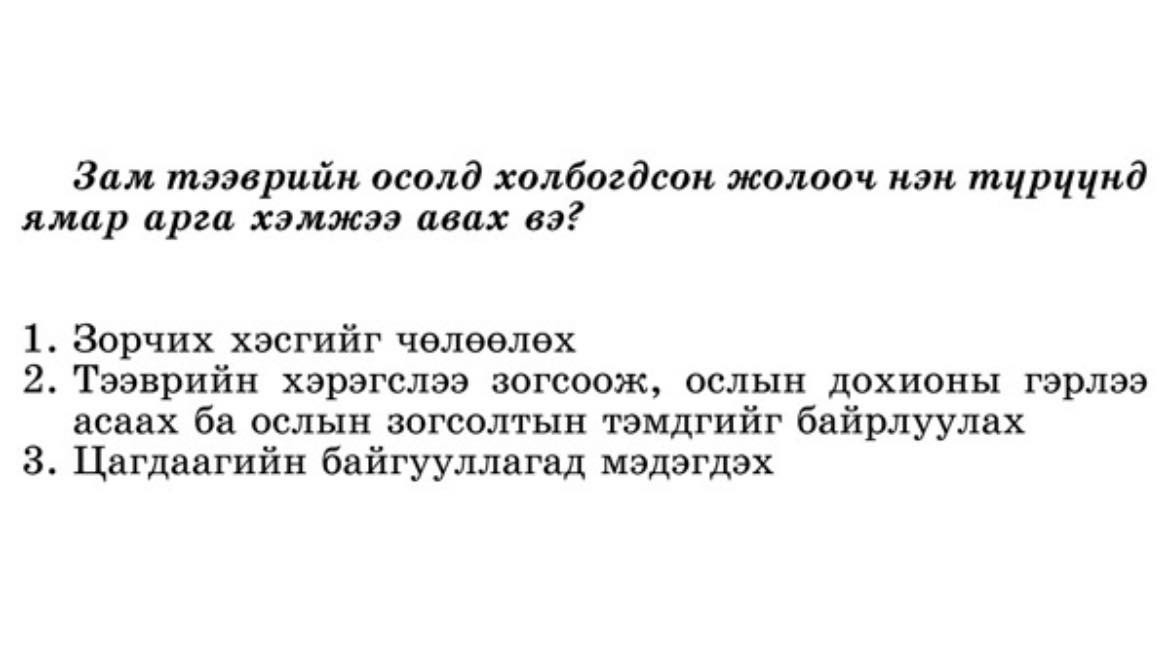 Зам тээврийн осолд холбогдсон жолооч нэн түрүүнд
ямар арга хэмжээ авах вэ?
1. Зорчих хэсгийг чөлөөлөх
2. Тээврийн хэрэгслээ зогсоож, ослын дохионы гэрлээ
асаах ба ослын зогсолтын тэмдгийг байрлуулах
3. Цагдаагийн байгууллагад мэдэгдэх